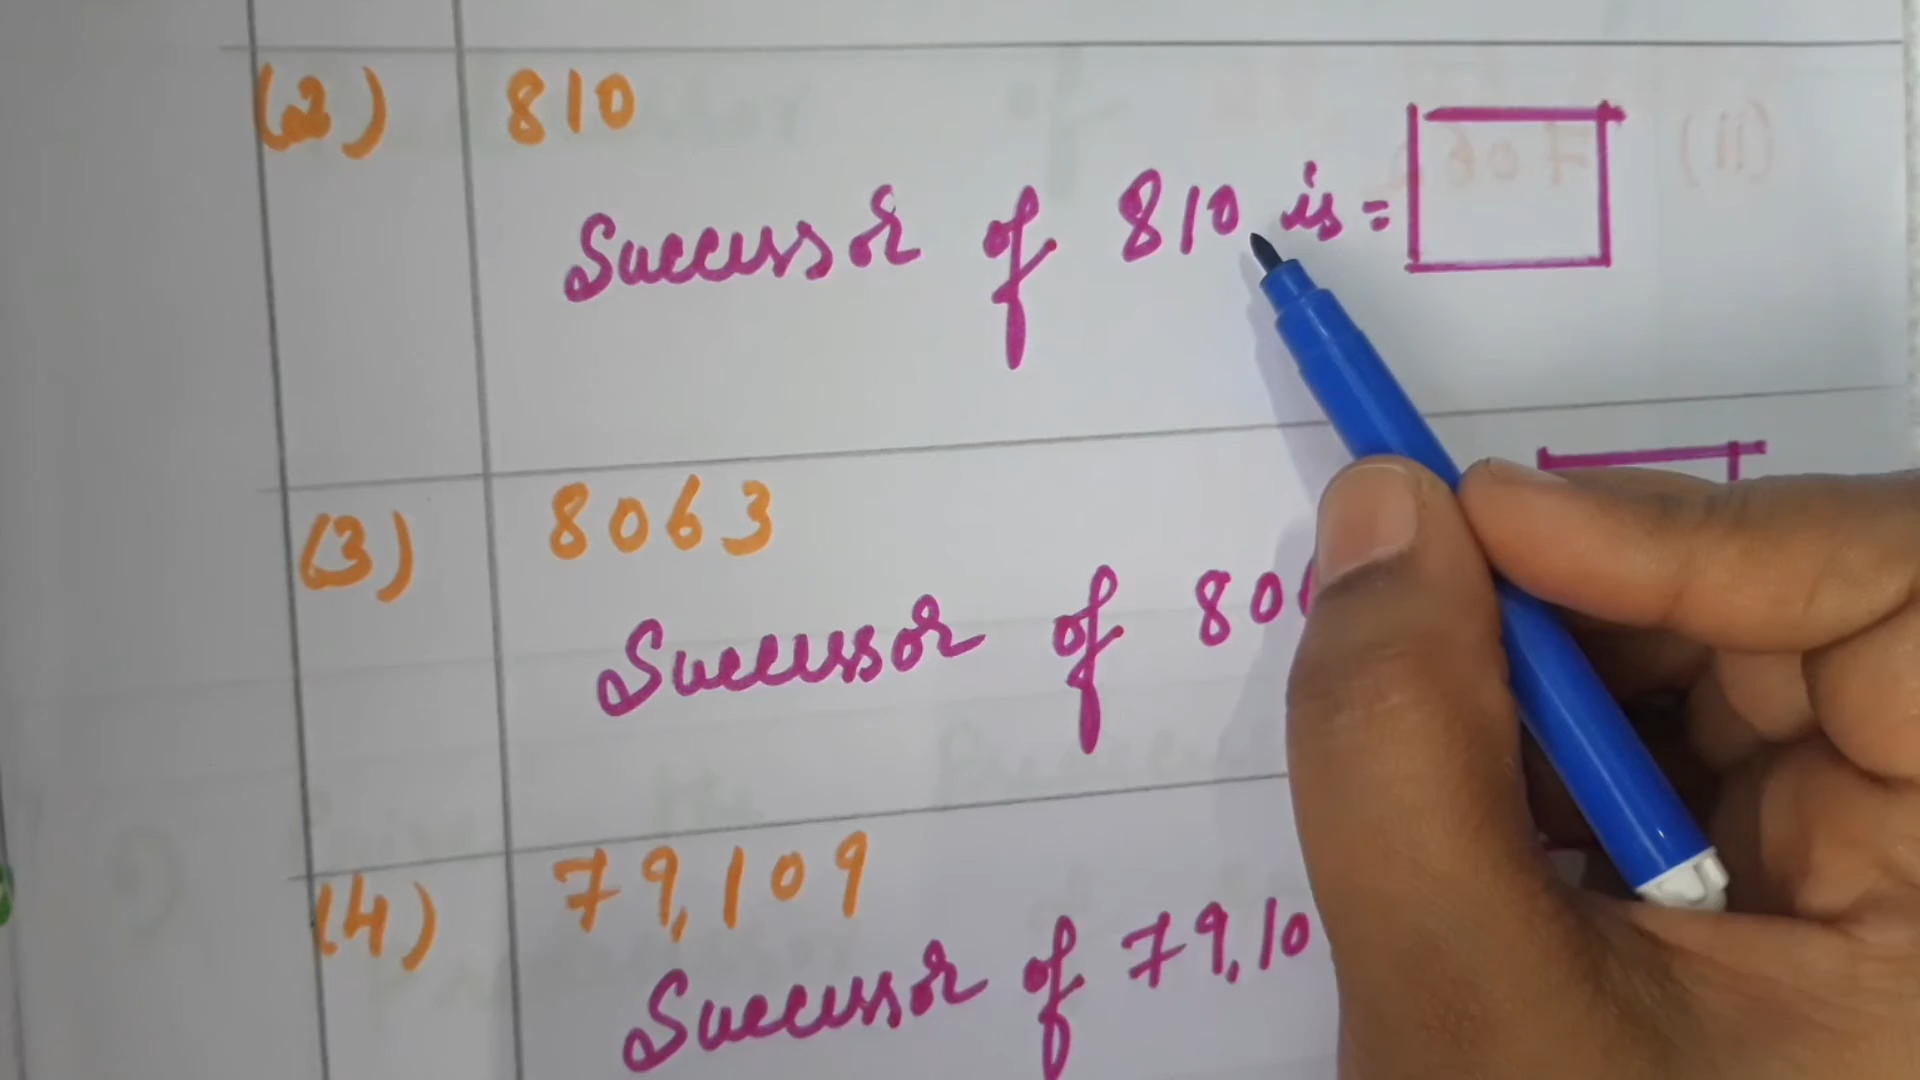 (2) 810
Successor of 810 is =
(3) 8063
Successor of 80
(4) 79,109
Successor of 79,10